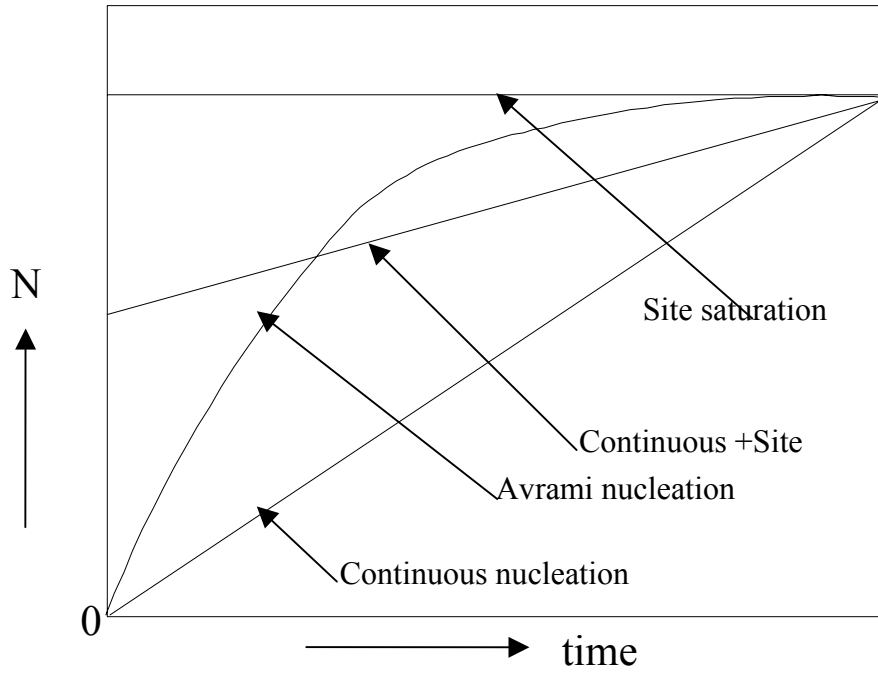 N
Site saturation
Continuous +Site
Avrami nucleation
Continuous nucleation
0
time